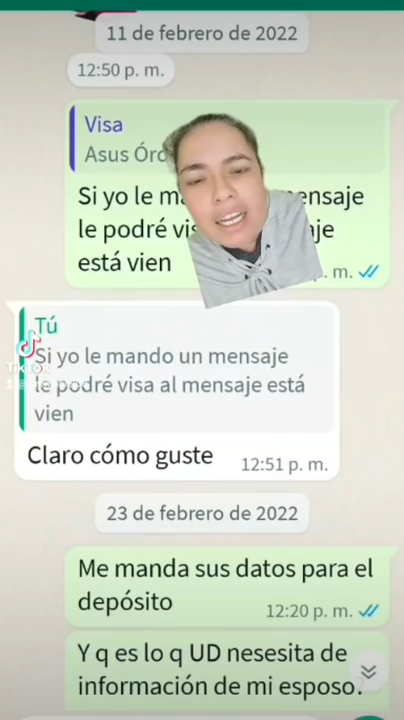 11 de febrero de 2022
12:50 p. m.
Visa
Asus
Si yo le
ensaje
le podré
je
está vien
. m.
Tú
Si yo le mando un mensaje
le podré visa al mensaje está
vien
Claro cómo guste
12:51 p. m.
23 de febrero de 2022
Me manda sus datos para el
depósito
12:20 p. m.
Y q es lo q UD nesesita de
información de mi esposo.
TikTok